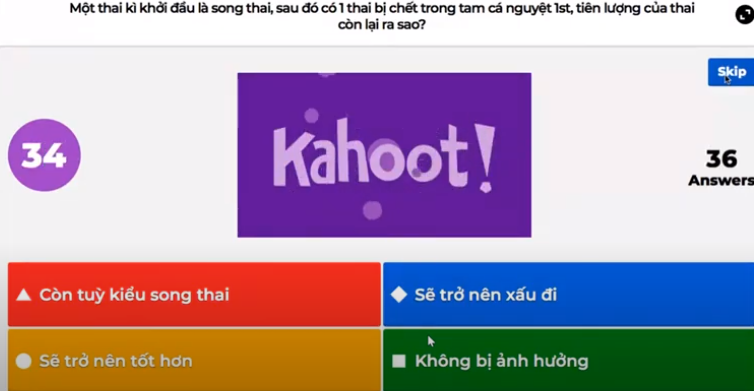 Một thai kì khởi đầu là song thai, sau đó có 1 thai bị chết trong tam cá nguyệt 1st, tiên lượng của thai
còn lại ra sao?
Skip
Kahoot!
34
36
Answers
Còn tuỳ kiểu song thai
Sẽ trở nên xấu đi
Sẽ trở nên tốt hơn
Không bị ảnh hưởng